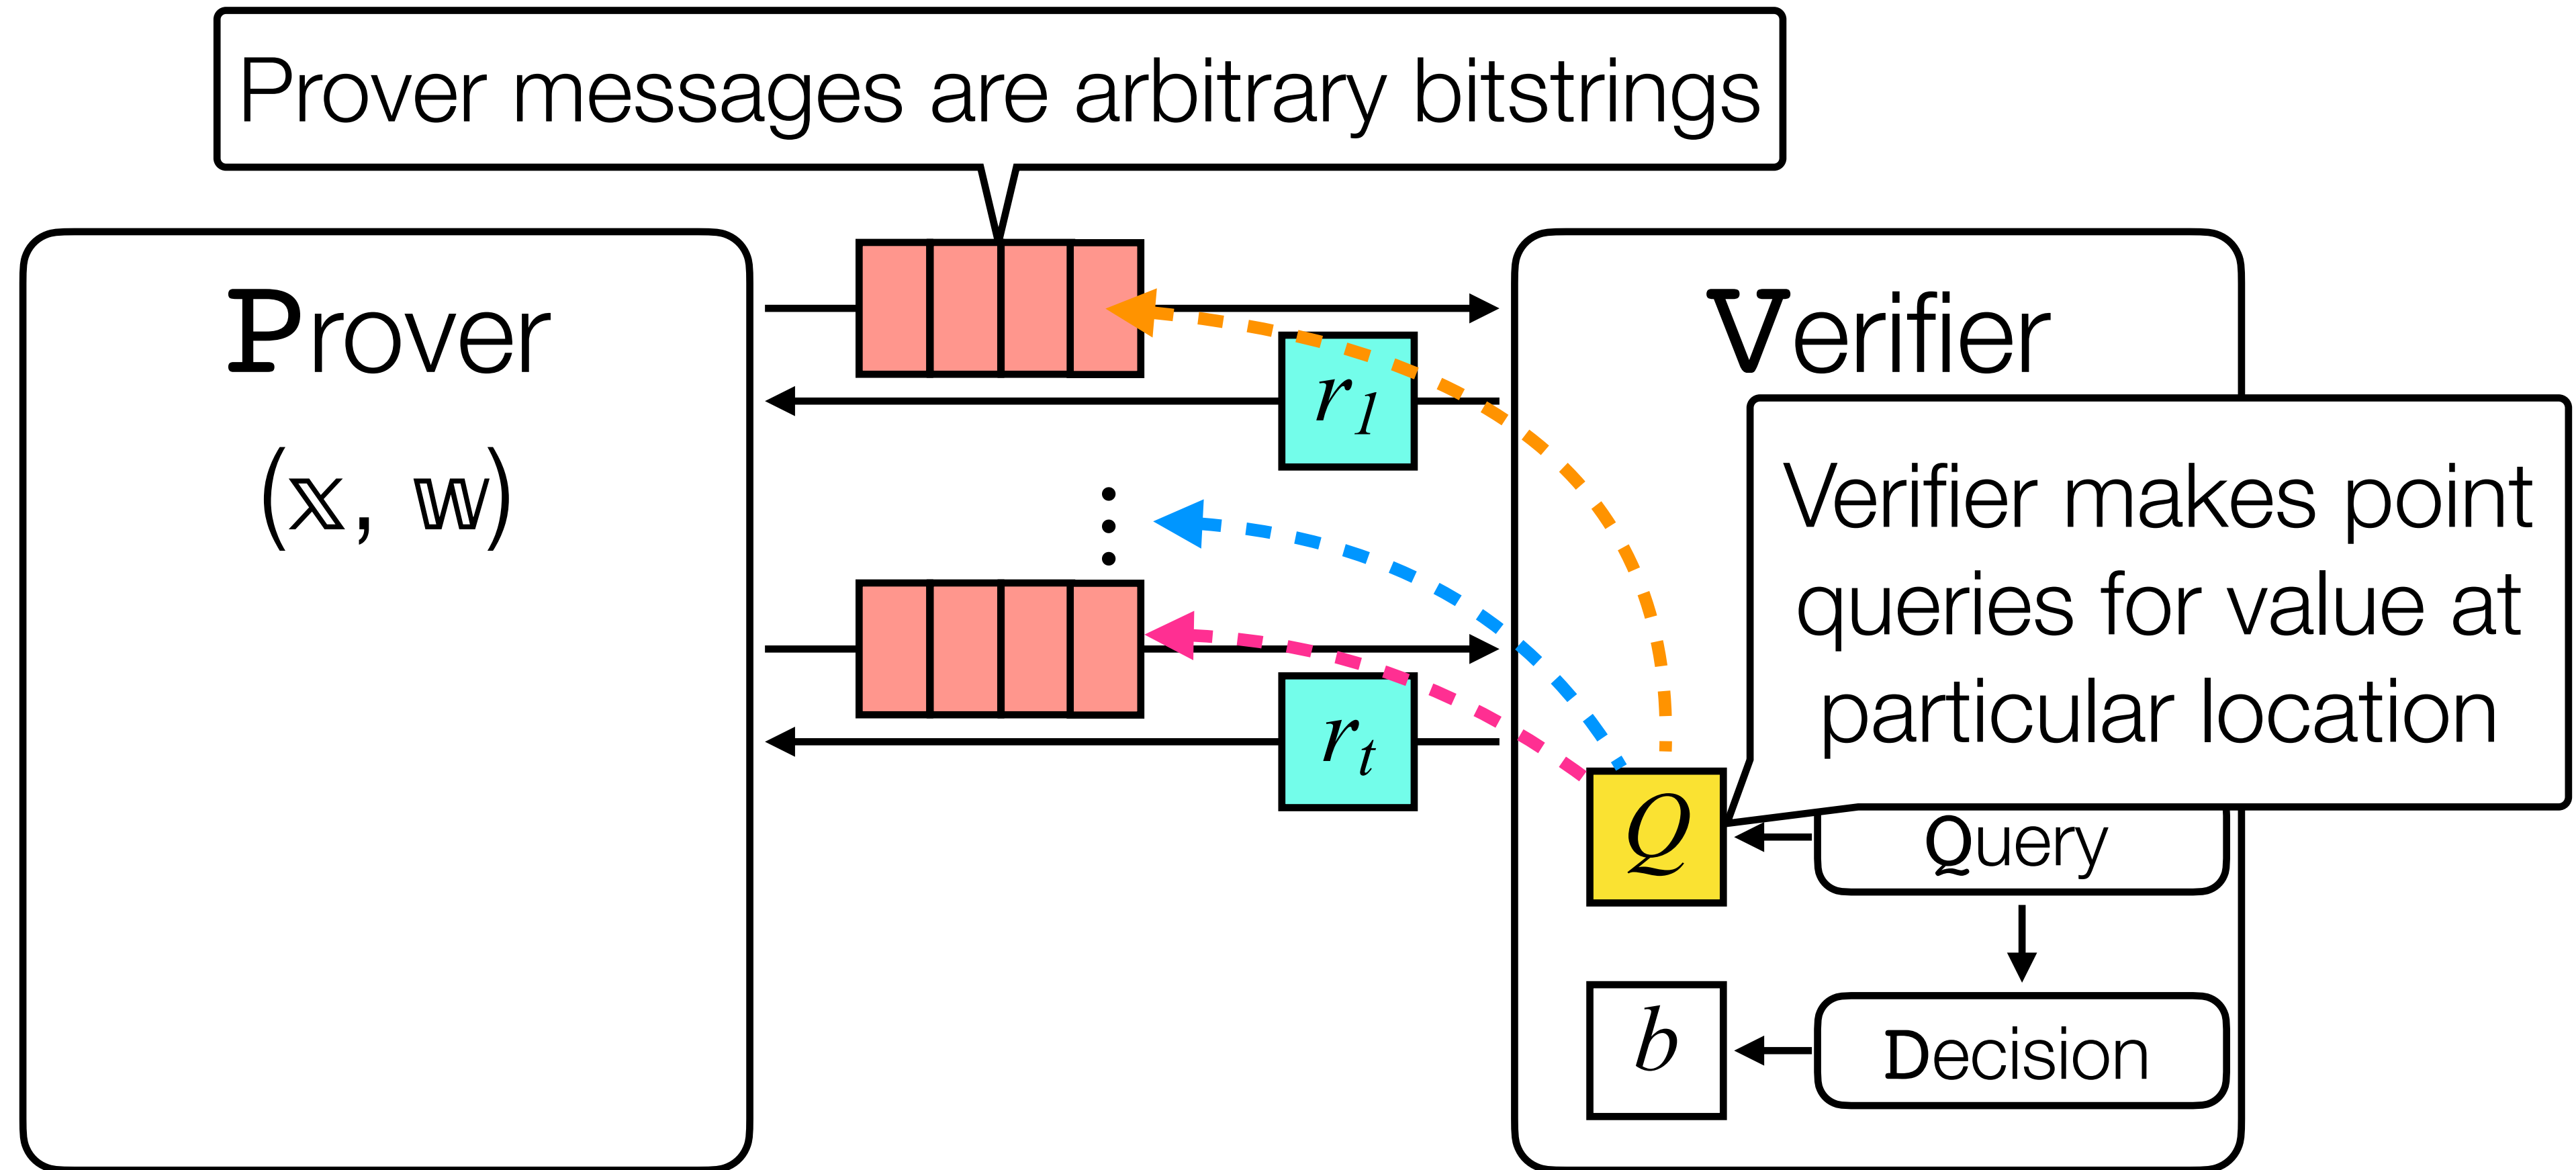 Prover messages are arbitrary bitstrings
Prover
(𝕩, 𝕨)
r1
rt
Verifier
Verifier makes point
queries for value at
particular location
Q
Query
b
Decision